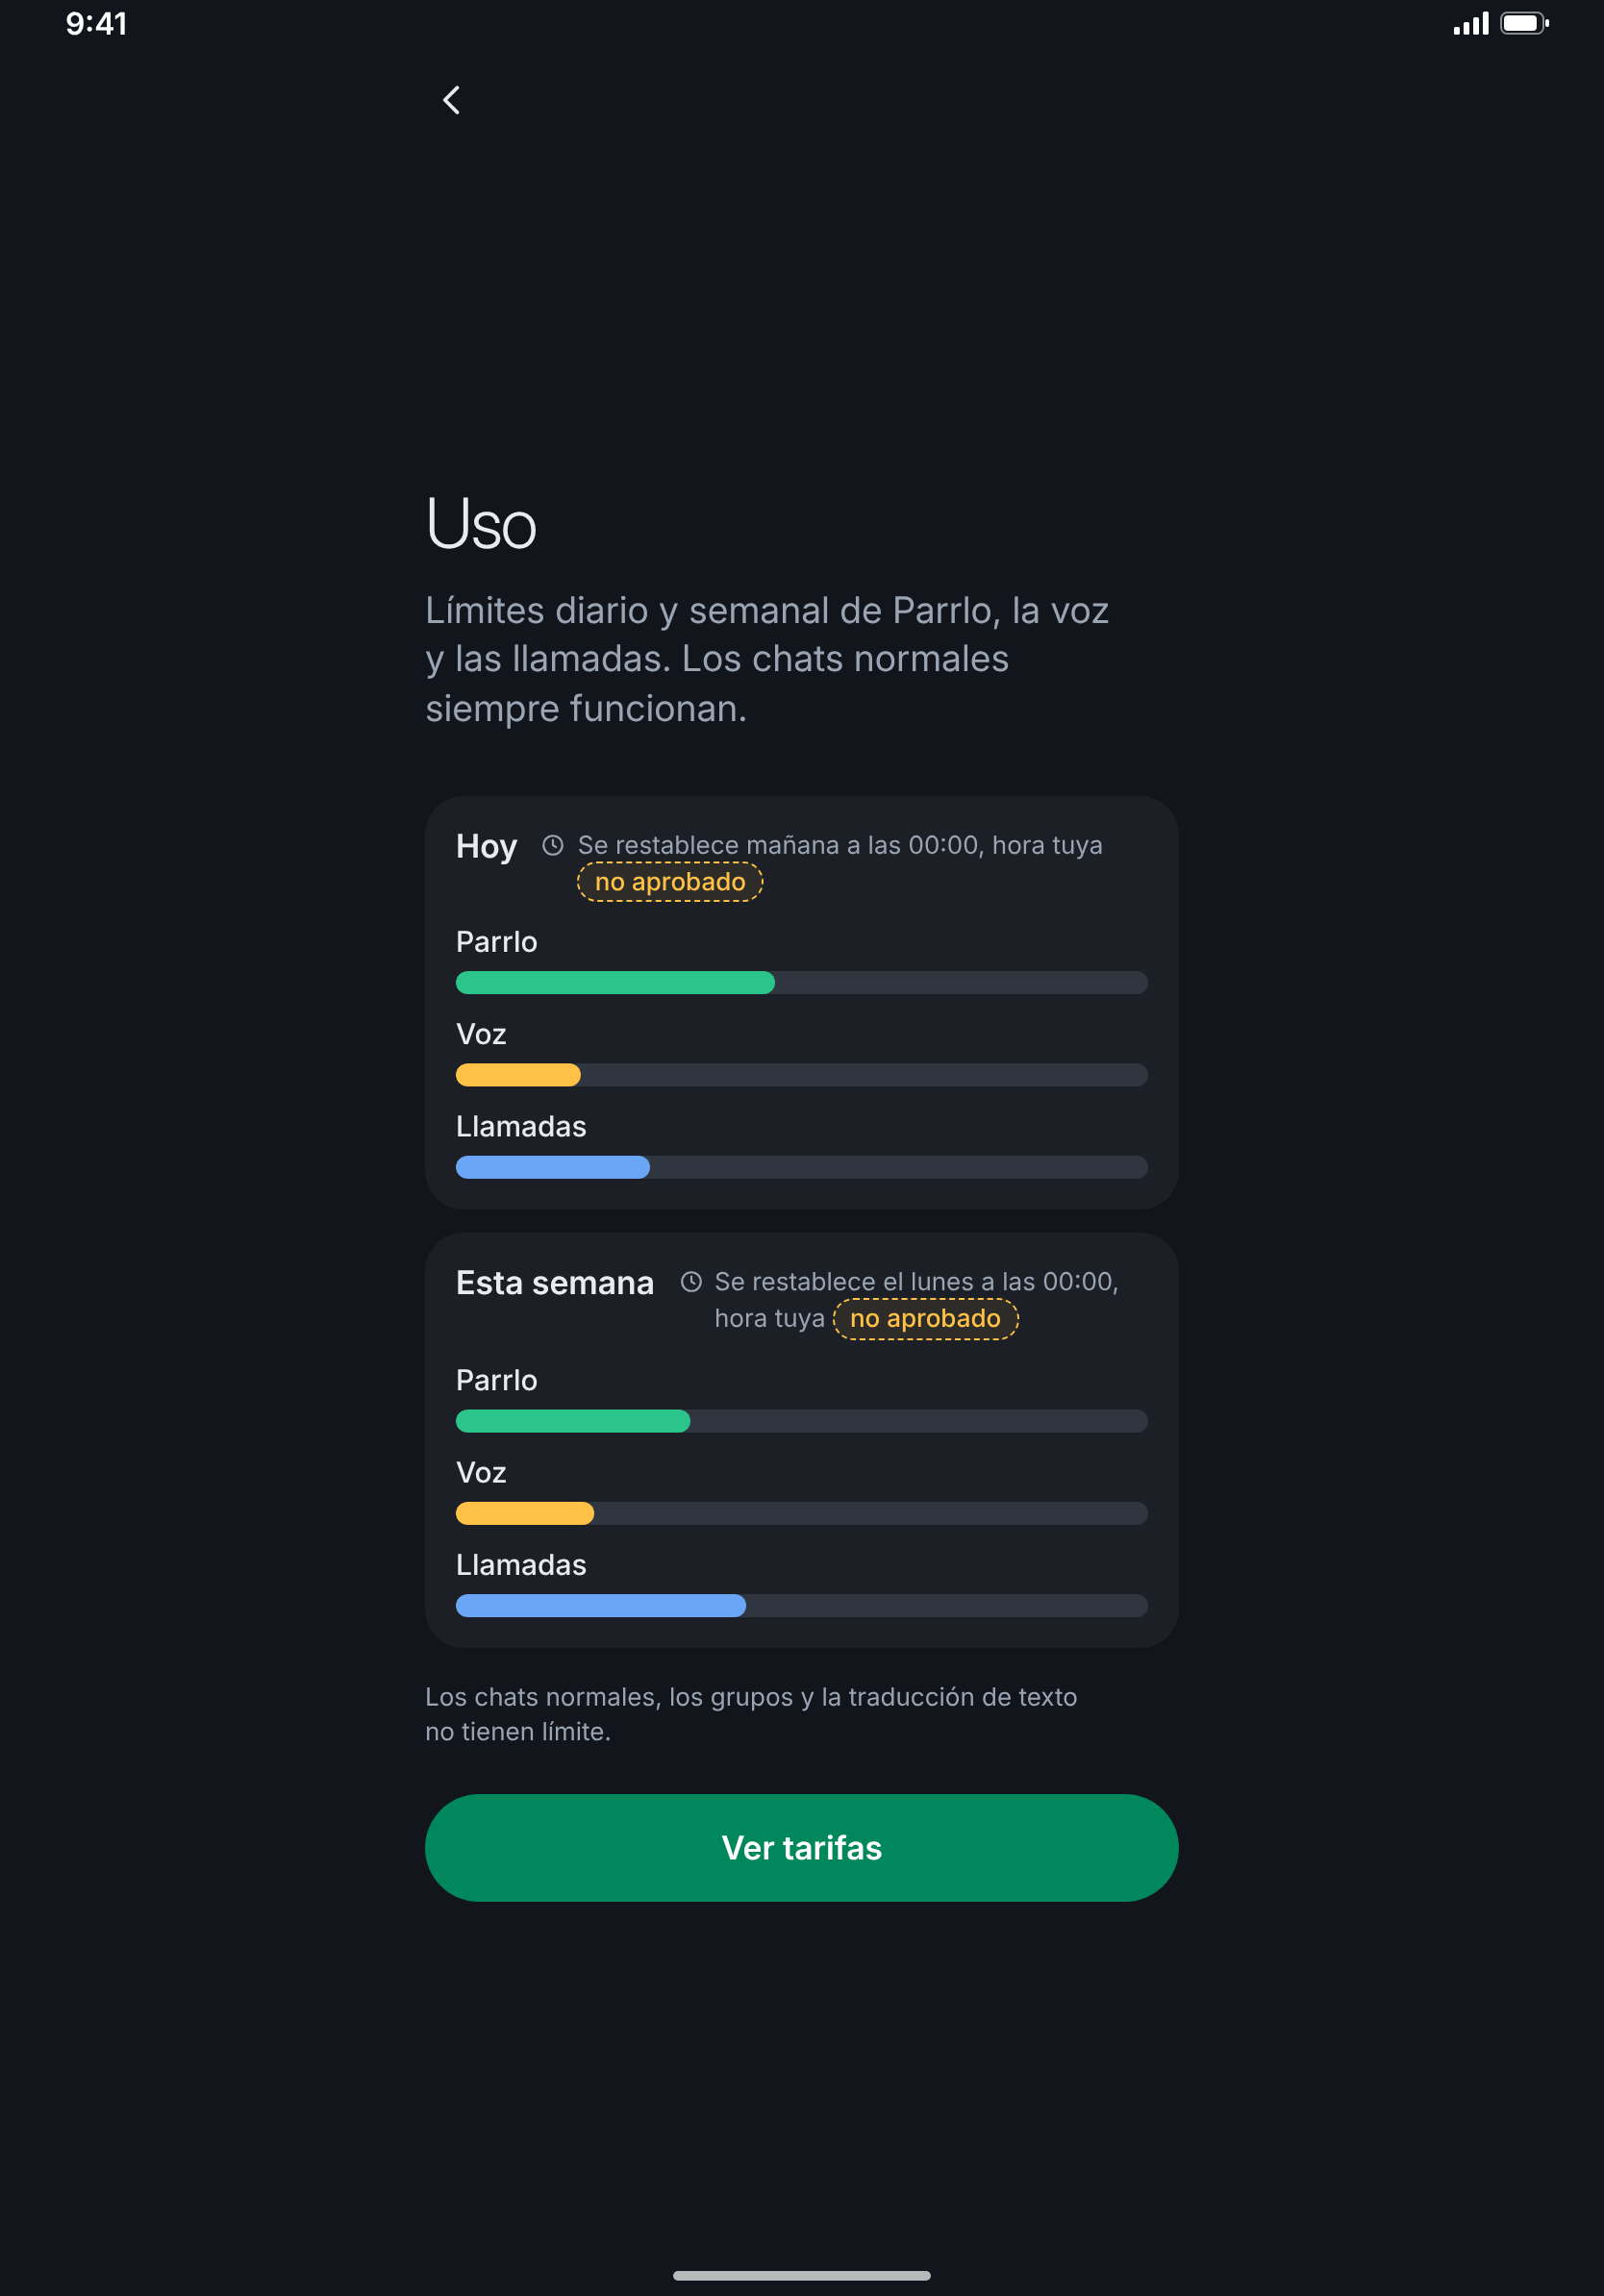 9:41
Uso
Límites diario y semanal de Parrlo, la voz
y las llamadas. Los chats normales
siempre funcionan.
Hoy
Se restablece mañana a las 00:00, hora tuya
no aprobado
Parrlo
Voz
Llamadas
Esta semana
Se restablece el lunes a las 00:00,
hora tuya no aprobado
Parrlo
Voz
Llamadas
Los chats normales, los grupos y la traducción de texto
no tienen límite.
Ver tarifas